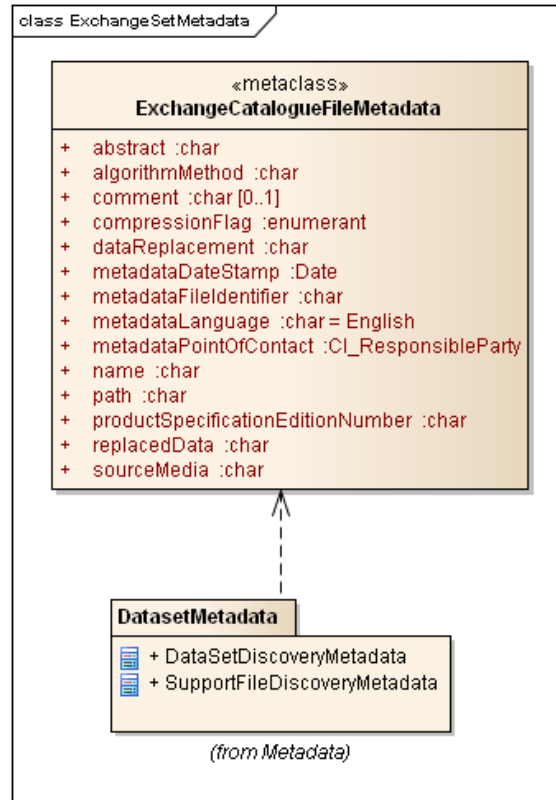 class ExchangeSetMetadata
«metaclass»
ExchangeCatalogueFileMetadata
+ abstract :char
+ algorithmMethod :char
+ comment :char [0..1]
+ compressionFlag :enumerant
+ dataReplacement :char
+ metadataDateStamp :Date
+ metadataFileIdentifier :char
+ metadataLanguage :char = English
+ metadataPointOfContact :CI_ResponsibleParty
+ name :char
+ path :char
+ productSpecificationEditionNumber :char
+ replacedData :char
+ sourceMedia :char
DatasetMetadata
+ DataSetDiscoveryMetadata
+ SupportFileDiscoveryMetadata
(from Metadata)